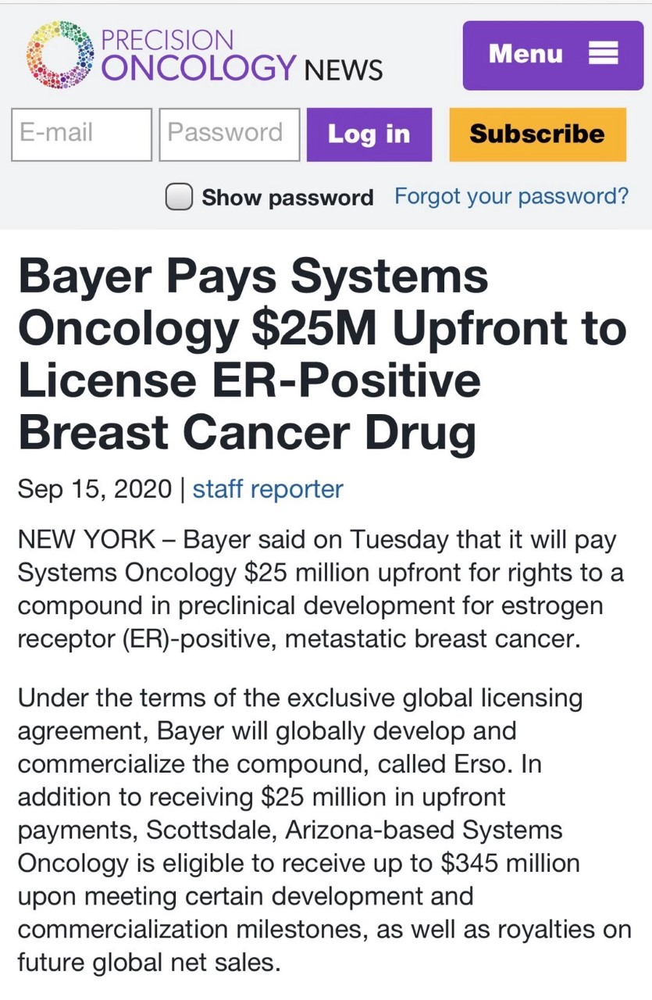 PRECISION
ONCOLOGY NEWS
Menu
E-mail
Password
Log in
Subscribe
Show password
Forgot your password?
Bayer Pays Systems
Oncology $25M Upfront to
License ER-Positive
Breast Cancer Drug
Sep 15, 2020 | staff reporter
NEW YORK – Bayer said on Tuesday that it will pay
Systems Oncology $25 million upfront for rights to a
compound in preclinical development for estrogen
receptor (ER)-positive, metastatic breast cancer.
Under the terms of the exclusive global licensing
agreement, Bayer will globally develop and
commercialize the compound, called Erso. In
addition to receiving $25 million in upfront
payments, Scottsdale, Arizona-based Systems
Oncology is eligible to receive up to $345 million
upon meeting certain development and
commercialization milestones, as well as royalties on
future global net sales.